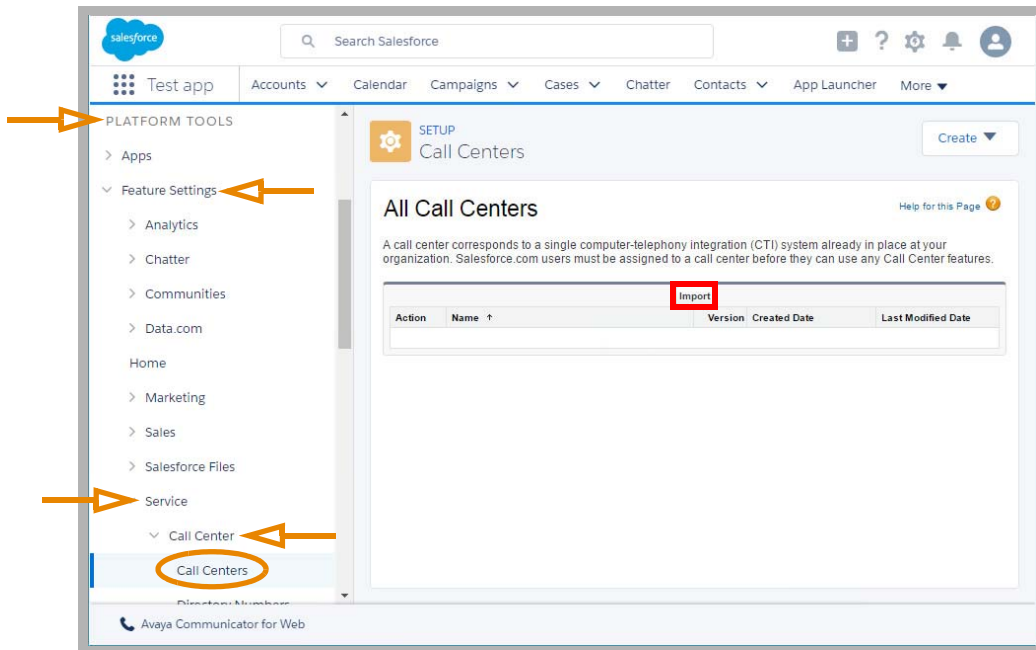 salesforce
Search Salesforce
?
Test app Accounts Calendar Campaigns Cases Chatter Contacts App Launcher More
PLATFORM TOOLS
Apps
Feature Settings
Analytics
Chatter
Communities
Data.com
Home
Marketing
Sales
Salesforce Files
Service
Call Center
Call Centers
Directory Numbers
SETUP
Call Centers
Create
All Call Centers
Help for this Page ?
A call center corresponds to a single computer-telephony integration (CTI) system already in place at your
organization. Salesforce.com users must be assigned to a call center before they can use any Call Center features.
Import
Action Name ↑ Version Created Date Last Modified Date
Avaya Communicator for Web